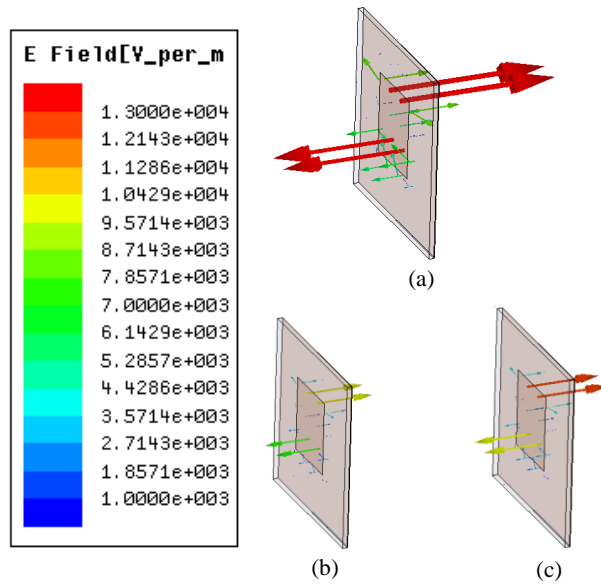 E Field[V_per_m
1.3000e+004
1.2143e+004
1.1286e+004
1.0429e+004
9.5714e+003
8.7143e+003
7.8571e+003
7.0000e+003
6.1429e+003
5.2857e+003
4.4286e+003
3.5714e+003
2.7143e+003
1.8571e+003
1.0000e+003
(a)
(b)
(c)